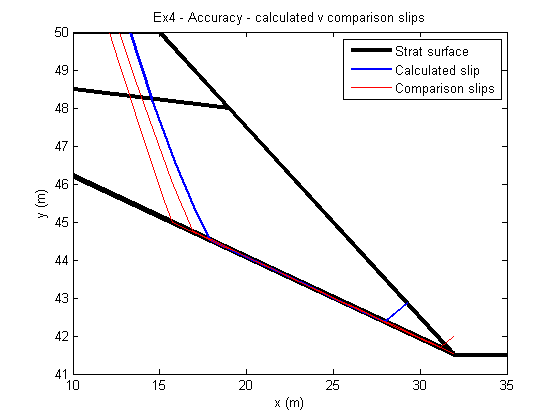 Ex4 - Accuracy - calculated v comparison slips
Strat surface
Calculated slip
Comparison slips
50
49
48
47
46
45
44
43
42
41
y (m)
10 15 20 25 30 35
x (m)